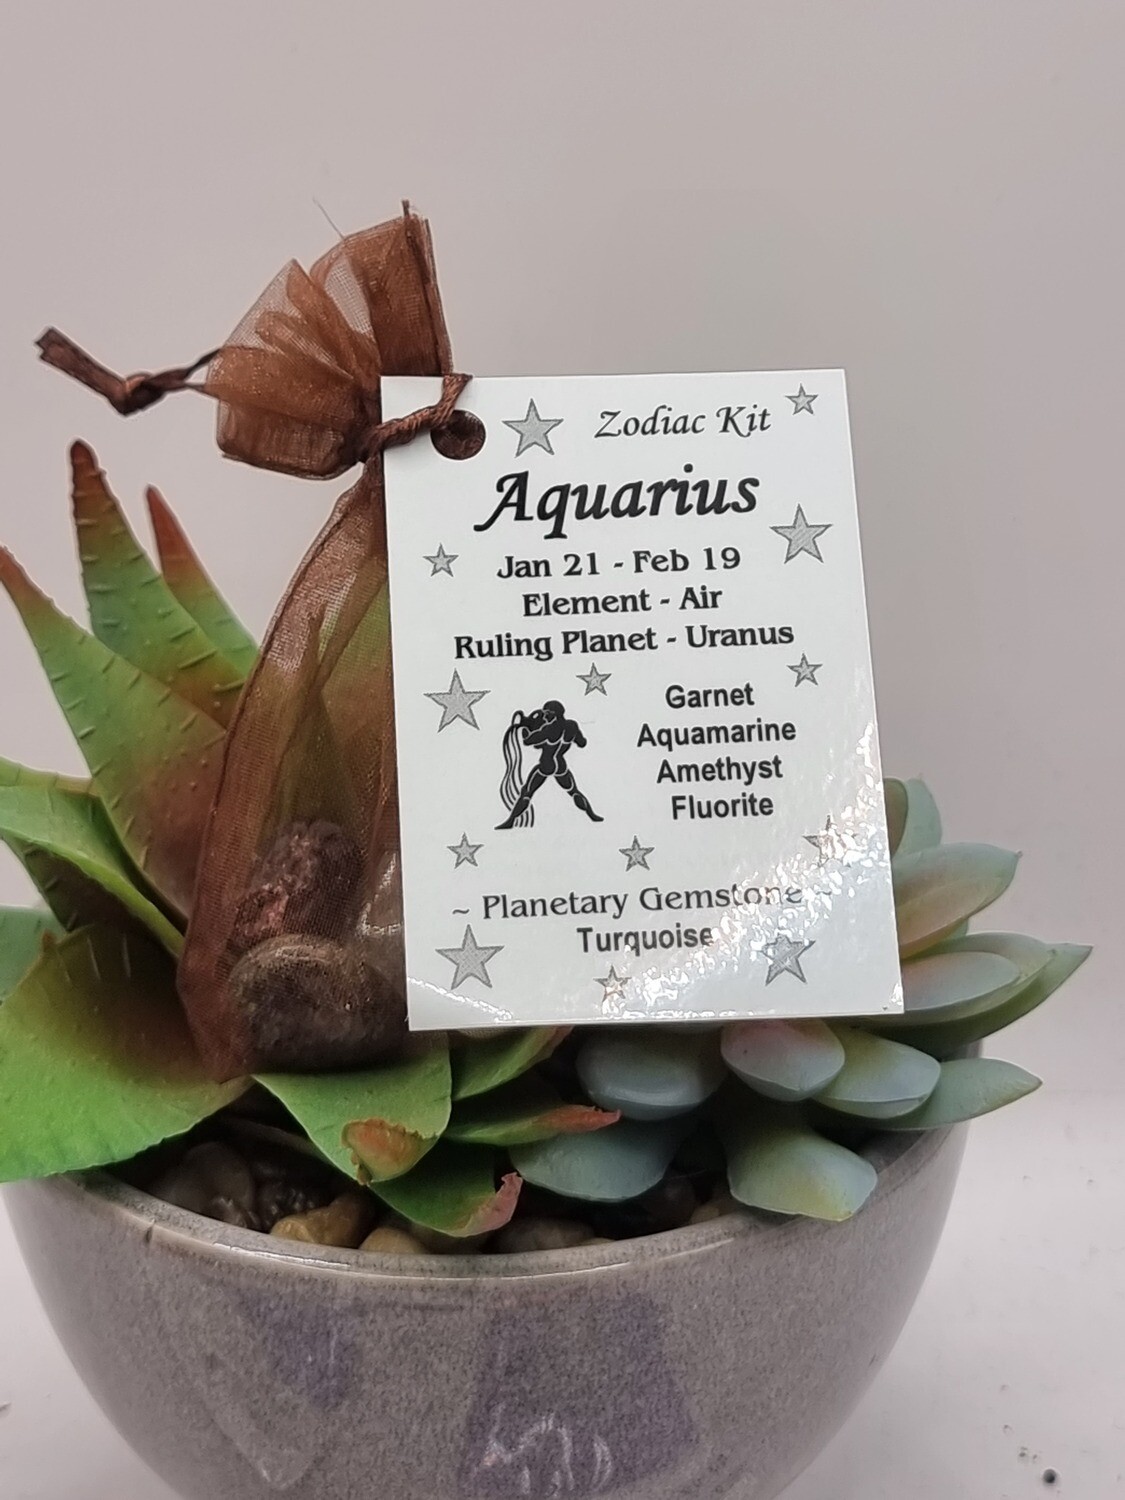 Zodiac Kit
Aquarius
Jan 21 - Feb 19
Element - Air
Ruling Planet - Uranus
Garnet
Aquamarine
Amethyst
Fluorite
~ Planetary Gemstone ~
Turquoise